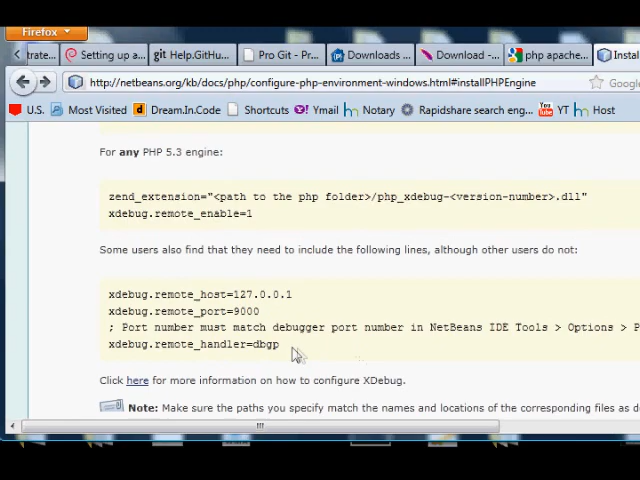 Firefox
trate...
Setting up a...
git Help.GitHu...
Pro Git - Pr...
Downloads ...
Download -...
php apache...
Install
http://netbeans.org/kb/docs/php/configure-php-environment-windows.html#installPHPEngine
Google
U.S.
Most Visited
Dream.In.Code
Shortcuts
Ymail
Notary
Rapidshare search eng...
YT
Host
For any PHP 5.3 engine:
zend_extension="<path to the php folder>/php_xdebug-<version-number>.dll"
xdebug.remote_enable=1
Some users also find that they need to include the following lines, although other users do not:
xdebug.remote_host=127.0.0.1
xdebug.remote_port=9000
; Port number must match debugger port number in NetBeans IDE Tools > Options > P
xdebug.remote_handler=dbgp
Click here for more information on how to configure XDebug.
Note: Make sure the paths you specify match the names and locations of the corresponding files as d